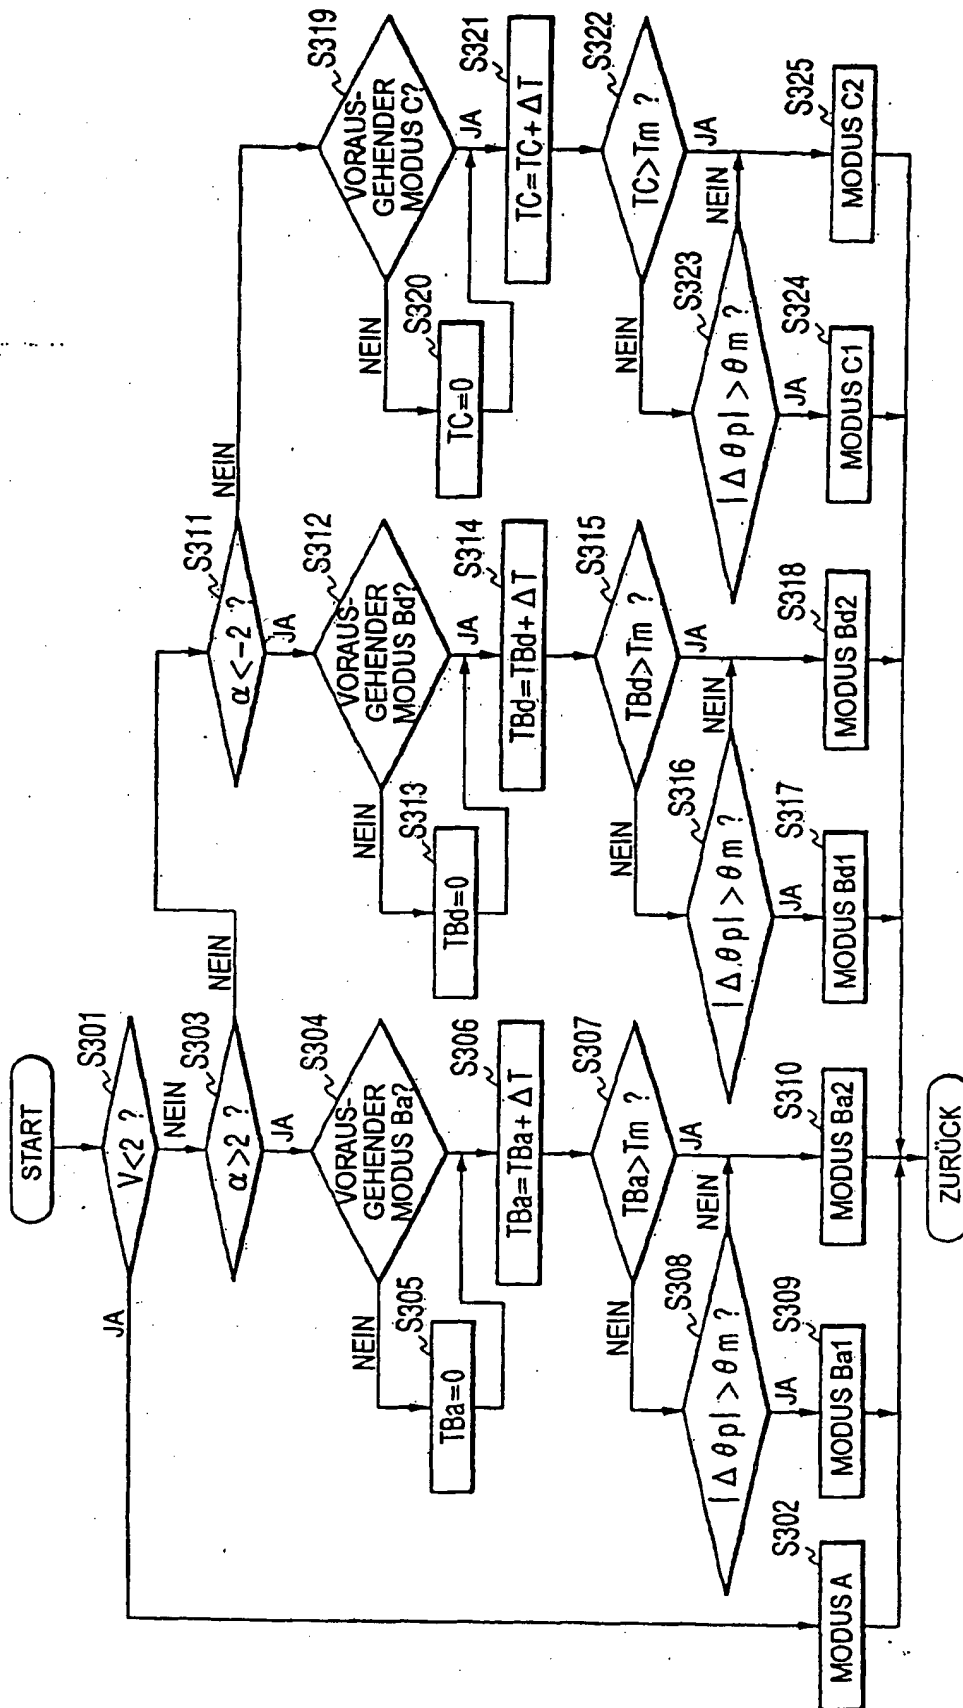 START
S301
V<2 ?
JA
NEIN
S303
α>2 ?
NEIN
JA
S304
VORAUS-
GEHENDER
MODUS Ba?
NEIN
S305
TBa=0
S306
TBa=TBa+ΔT
S307
TBa>Tm ?
NEIN
JA
S308
|Δθp|>θm ?
NEIN
JA
S302
MODUS A
S309
MODUS Ba1
S310
MODUS Ba2
S311
α<-2 ?
NEIN
JA
S312
VORAUS-
GEHENDER
MODUS Bd?
NEIN
JA
S313
TBd=0
S314
TBd=TBd+ΔT
S315
TBd>Tm ?
NEIN
JA
S316
|Δθp|>θm ?
NEIN
JA
S317
MODUS Bd1
S318
MODUS Bd2
S319
VORAUS-
GEHENDER
MODUS C?
NEIN
JA
S320
TC=0
S321
TC=TC+ΔT
S322
TC>Tm ?
NEIN
JA
S323
|Δθp|>θm ?
NEIN
JA
S324
MODUS C1
S325
MODUS C2
ZURÜCK